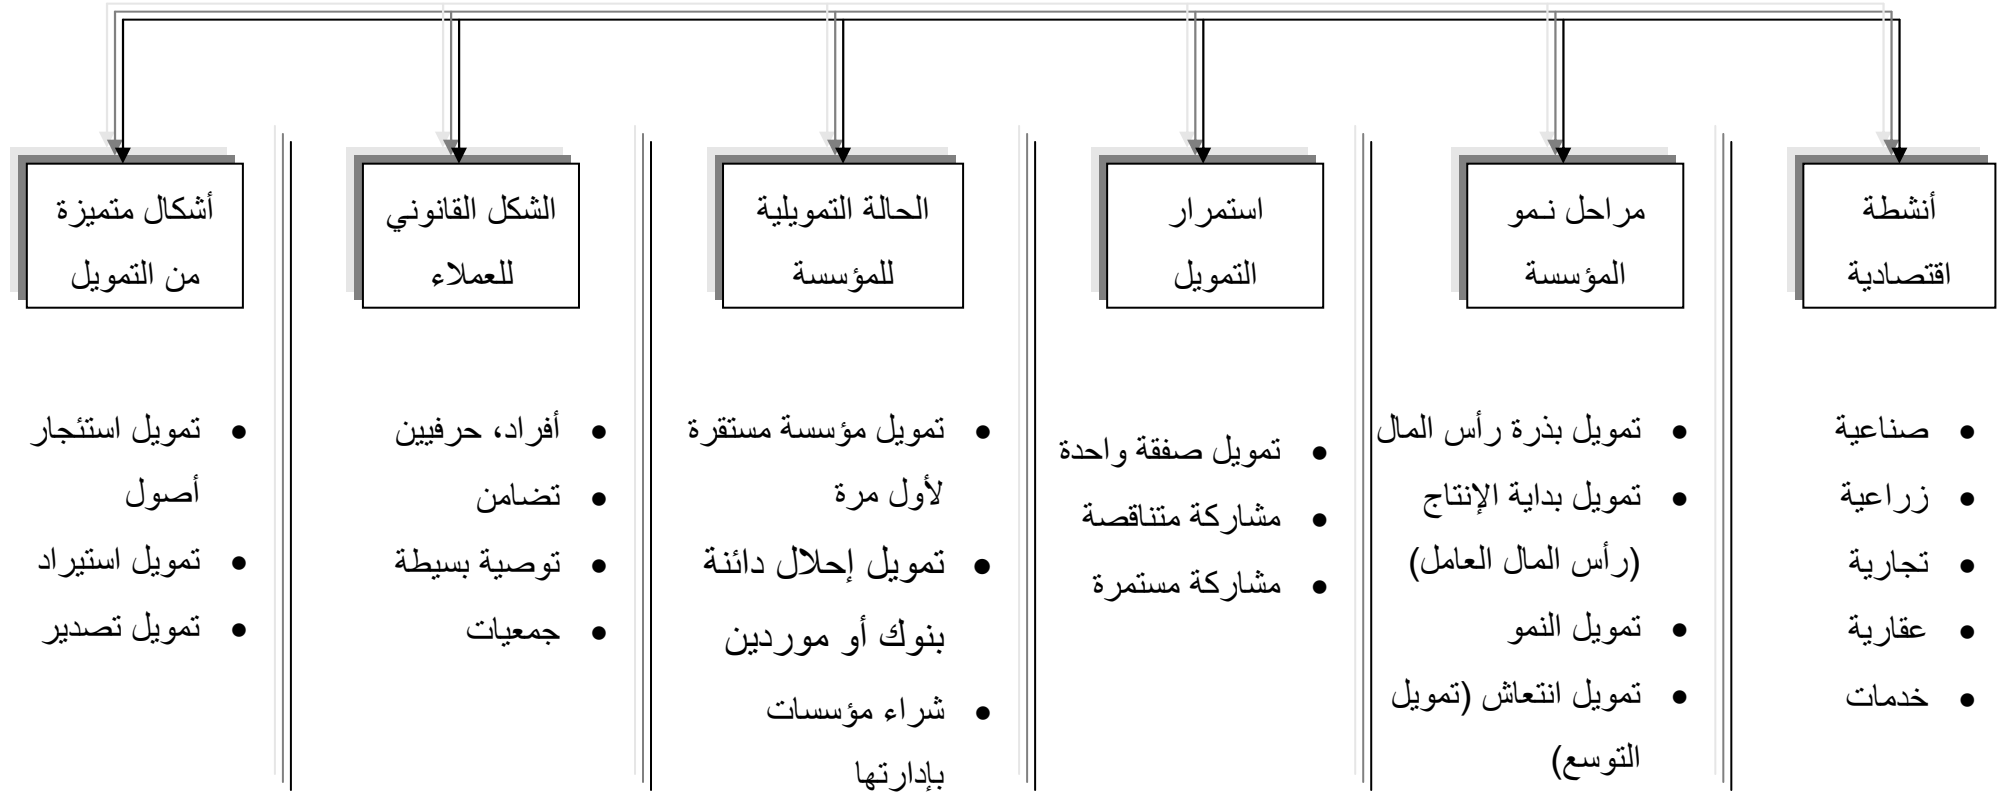 أنشطة
اقتصادية
صناعية
زراعية
تجارية
عقارية
خدمات
مراحل نـمو
المؤسسة
تمويل بذرة رأس المال
تمويل بداية الإنتاج
(رأس المال العامل)
تمويل النمو
تمويل انتعاش (تمويل
التوسع)
استمرار
التمويل
تمويل صفقة واحدة
مشاركة متناقصة
مشاركة مستمرة
الحالة التمويلية
للمؤسسة
تمويل مؤسسة مستقرة
لأول مرة
تمويل إحلال دائنة
بنوك أو موردين
شراء مؤسسات
بإدارتها
الشكل القانوني
للعملاء
أفراد، حرفيين
تضامن
توصية بسيطة
جمعيات
أشكال متميزة
من التمويل
تمويل استئجار
أصول
تمويل استيراد
تمويل تصدير